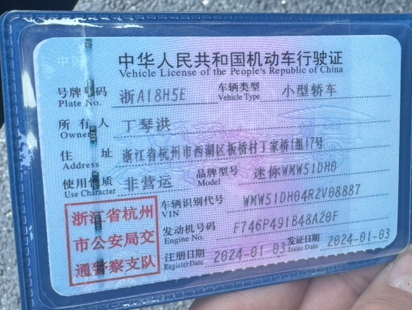 中华人民共和国机动车行驶证
Vehicle License of the People's Republic of China
号牌号码 浙A18H5E 车辆类型 小型轿车
Plate No. Vehicle Type
所有人 丁琴洪
Owner
住址 浙江省杭州市西湖区板桥村丁家桥1组17号
Address
使用性质 非营运 品牌型号 迷你WMW51DH0
Use Character Model
浙江省杭州市公安局交通警察支队
车辆识别代号 WMW51DH04R2V08887
VIN
发动机号码 F746P491B48A20F
Engine No.
注册日期 2024-01-03 发证日期 2024-01-03
Register Date Issue Date